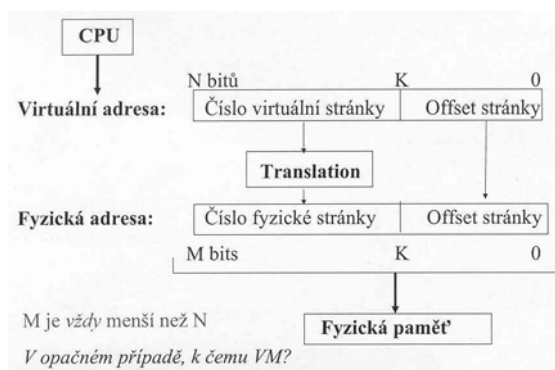 CPU
N bitů K 0
Virtuální adresa: Číslo virtuální stránky Offset stránky
Translation
Fyzická adresa: Číslo fyzické stránky Offset stránky
M bits K 0
M je vždy menší než N
Fyzická paměť
V opačném případě, k čemu VM?